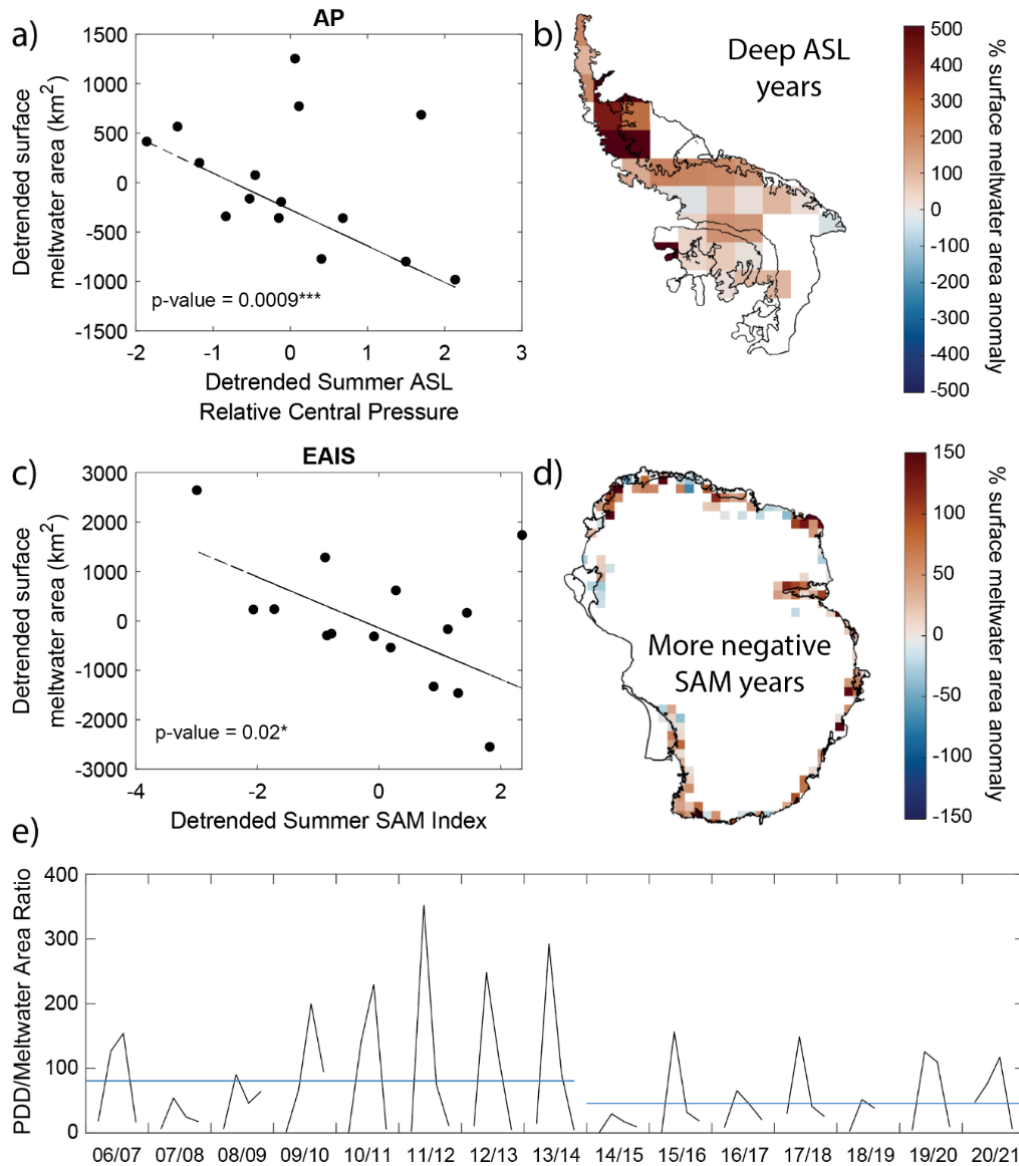 a)
AP
Detrended surface
meltwater area (km²)
1500
1000
500
0
-500
-1000
-1500
p-value = 0.0009***
-2 -1 0 1 2 3
Detrended Summer ASL
Relative Central Pressure
b)
Deep ASL
years
500
400
300
200
100
0
-100
-200
-300
-400
-500
% surface meltwater area anomaly
c)
EAIS
Detrended surface
meltwater area (km²)
3000
2000
1000
0
-1000
-2000
-3000
p-value = 0.02*
-4 -2 0 2
Detrended Summer SAM Index
d)
More negative
SAM years
150
100
50
0
-50
-100
-150
% surface meltwater area anomaly
e)
PDD/Meltwater Area Ratio
400
300
200
100
0
06/07 07/08 08/09 09/10 10/11 11/12 12/13 13/14 14/15 15/16 16/17 17/18 18/19 19/20 20/21